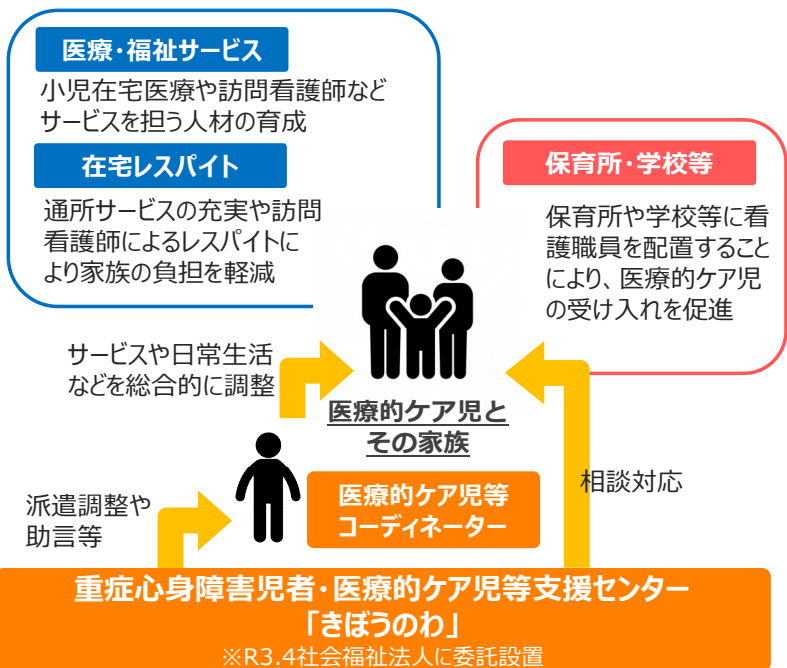 医療・福祉サービス
小児在宅医療や訪問看護師など
サービスを担う人材の育成
在宅レスパイト
通所サービスの充実や訪問
看護師によるレスパイトに
より家族の負担を軽減
保育所・学校等
保育所や学校等に看
護職員を配置すること
により、医療的ケア児
の受け入れを促進
サービスや日常生活
などを総合的に調整
医療的ケア児と
その家族
派遣調整や
助言等
医療的ケア児等
コーディネーター
相談対応
重症心身障害児者・医療的ケア児等支援センター
「きぼうのわ」
※R3.4社会福祉法人に委託設置